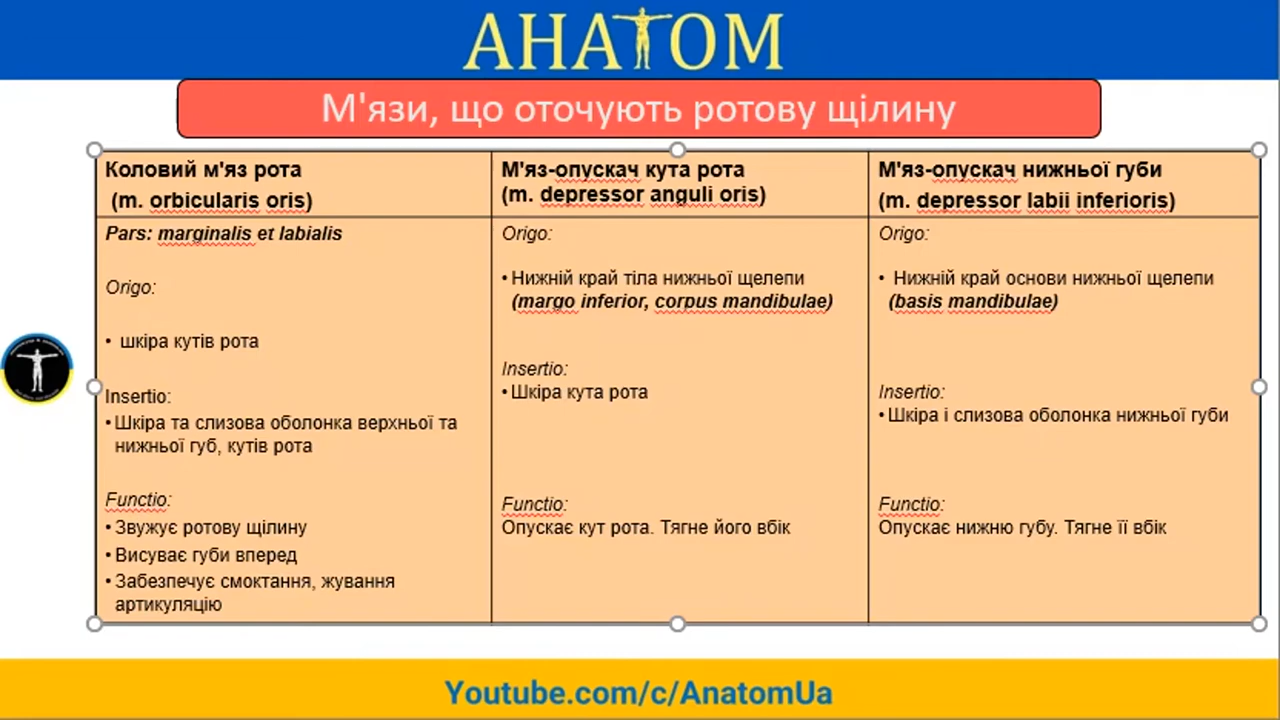 АНАТОМ
М'язи, що оточують ротову щілину
Коловий м'яз рота
(m. orbicularis oris)
Pars: marginalis et labialis
Origo:
• шкіра кутів рота
Insertio:
• Шкіра та слизова оболонка верхньої та
нижньої губ, кутів рота
Functio:
• Звужує ротову щілину
• Висуває губи вперед
• Забезпечує смоктання, жування
артикуляцію
М'яз-опускач кута рота
(m. depressor anguli oris)
Origo:
• Нижній край тіла нижньої щелепи
(margo inferior, corpus mandibulae)
Insertio:
• Шкіра кута рота
Functio:
Опускає кут рота. Тягне його вбік
М'яз-опускач нижньої губи
(m. depressor labii inferioris)
Origo:
• Нижній край основи нижньої щелепи
(basis mandibulae)
Insertio:
• Шкіра і слизова оболонка нижньої губи
Functio:
Опускає нижню губу. Тягне її вбік
Youtube.com/c/AnatomUa